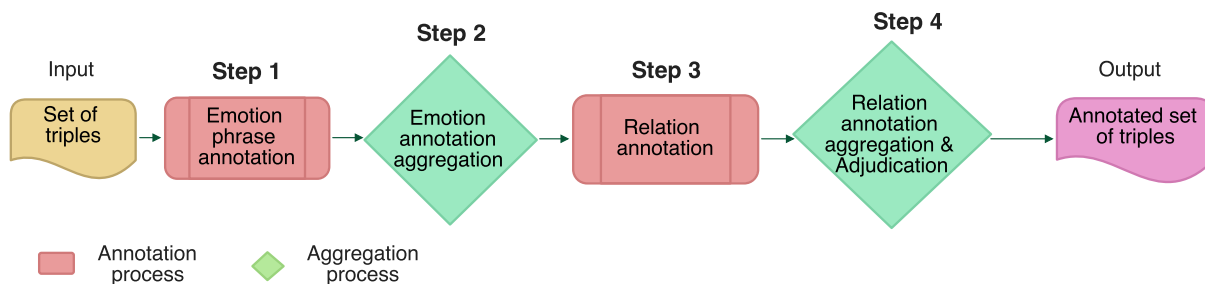 Input
Set of
triples
Step 1
Emotion
phrase
annotation
Step 2
Emotion
annotation
aggregation
Step 3
Relation
annotation
Step 4
Relation
annotation
aggregation &
Adjudication
Output
Annotated set
of triples
Annotation
process
Aggregation
process